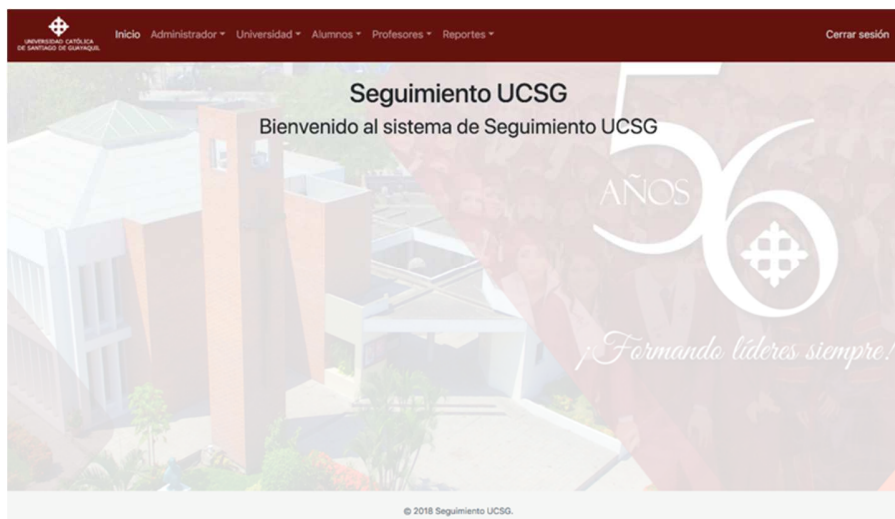 UNIVERSIDAD CATÓLICA
DE SANTIAGO DE GUAYAQUIL
Inicio Administrador Universidad Alumnos Profesores Reportes Cerrar sesión
Seguimiento UCSG
Bienvenido al sistema de Seguimiento UCSG
56
AÑOS
¡Formando líderes siempre!
© 2018 Seguimiento UCSG.